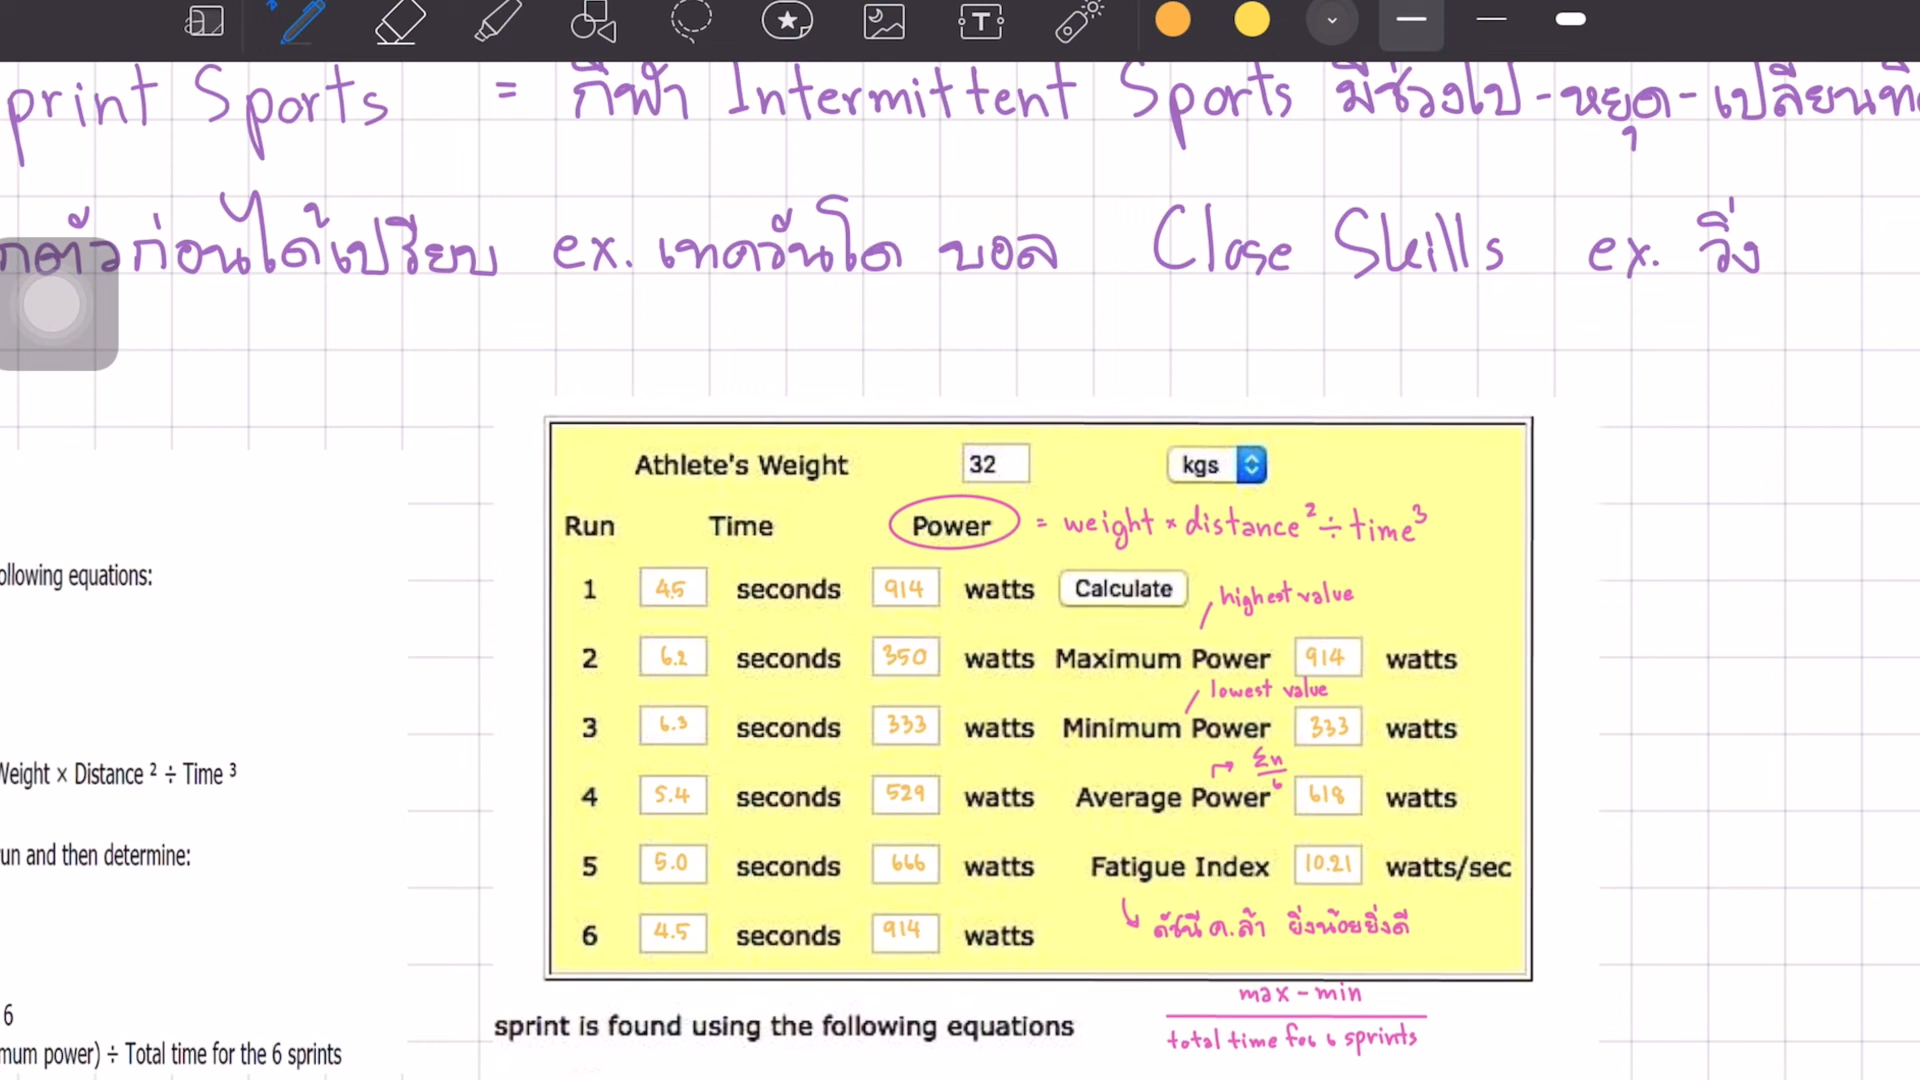 print Sports = กีฬา Intermittent Sports มีช่วงไป-หยุด-เปลี่ยนทิ
กตัวก่อนได้เปรียบ ex. เทควันโด บอล Close Skills ex. วิ่ง
Athlete's Weight 32 kgs
Run Time Power = weight × distance² ÷ time³
1 4.5 seconds 914 watts Calculate
highest value
2 6.2 seconds 350 watts Maximum Power 914 watts
lowest value
3 6.3 seconds 333 watts Minimum Power 333 watts
Σn/6
4 5.4 seconds 529 watts Average Power 618 watts
5 5.0 seconds 666 watts Fatigue Index 10.21 watts/sec
ดัชนี ค.ล้า ยิ่งน้อยยิ่งดี
6 4.5 seconds 914 watts
max - min
total time for 6 sprints
sprint is found using the following equations
ollowing equations:
Weight × Distance ² ÷ Time ³
un and then determine:
6
mum power) ÷ Total time for the 6 sprints